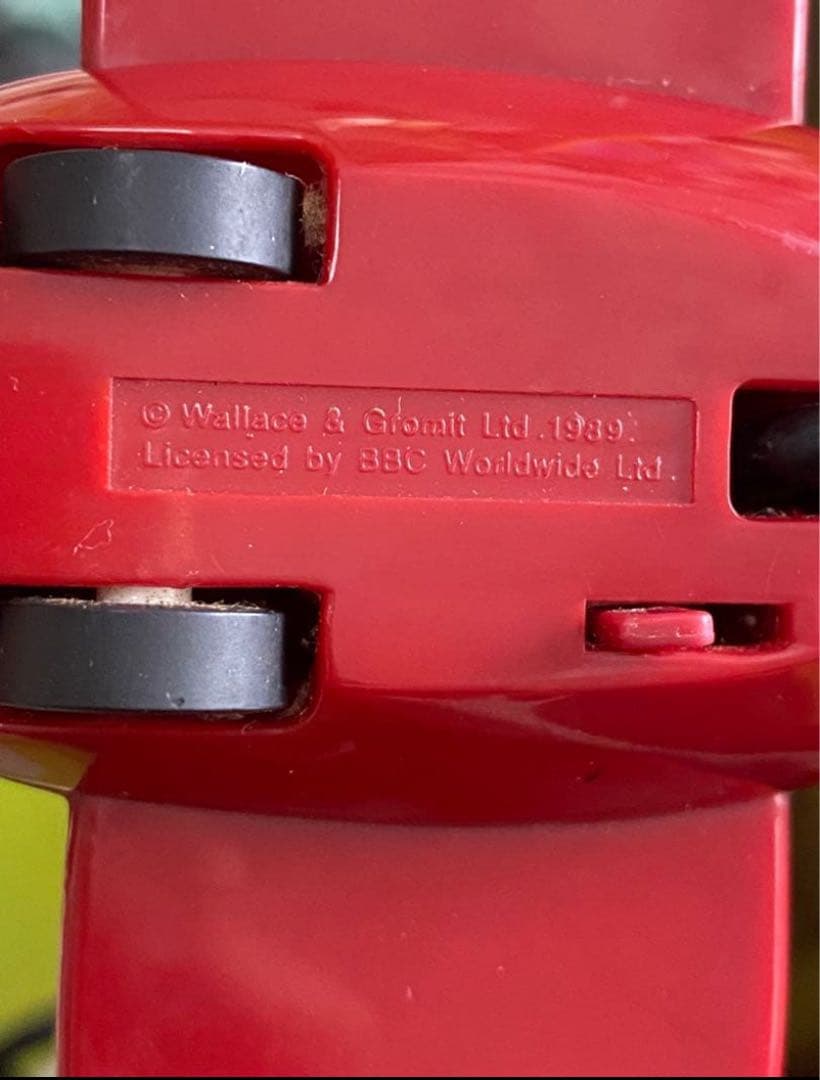 © Wallace & Gromit Ltd.1989.
Licensed by BBC Worldwide Ltd.